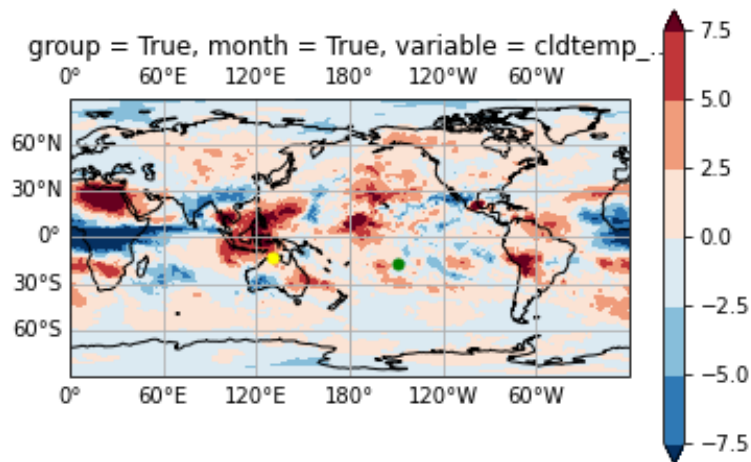 group = True, month = True, variable = cldtemp_...
0° 60°E 120°E 180° 120°W 60°W
60°N
30°N
0°
30°S
60°S
0° 60°E 120°E 180° 120°W 60°W
7.5
5.0
2.5
0.0
−2.5
−5.0
−7.5